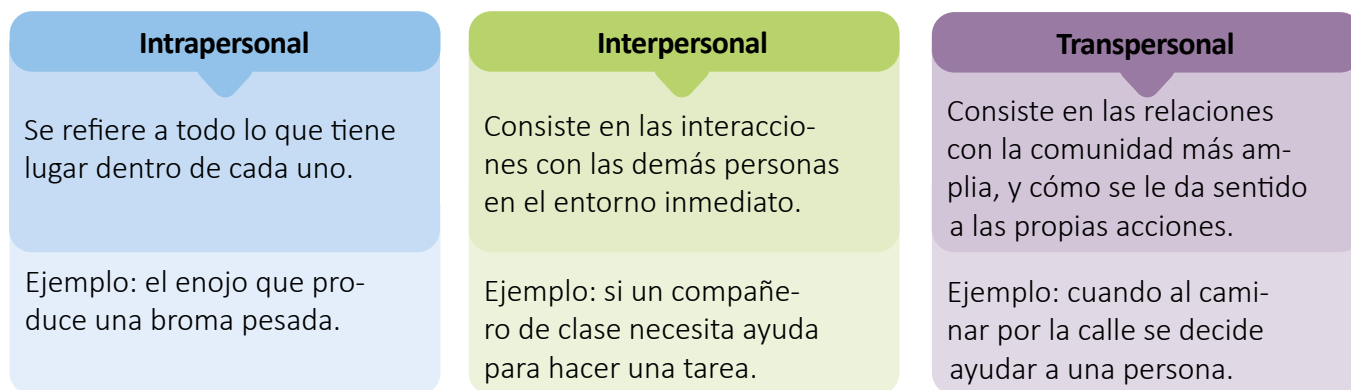 Intrapersonal
Se refiere a todo lo que tiene
lugar dentro de cada uno.
Ejemplo: el enojo que pro-
duce una broma pesada.
Interpersonal
Consiste en las interaccio-
nes con las demás personas
en el entorno inmediato.
Ejemplo: si un compañe-
ro de clase necesita ayuda
para hacer una tarea.
Transpersonal
Consiste en las relaciones
con la comunidad más am-
plia, y cómo se le da sentido
a las propias acciones.
Ejemplo: cuando al cami-
nar por la calle se decide
ayudar a una persona.